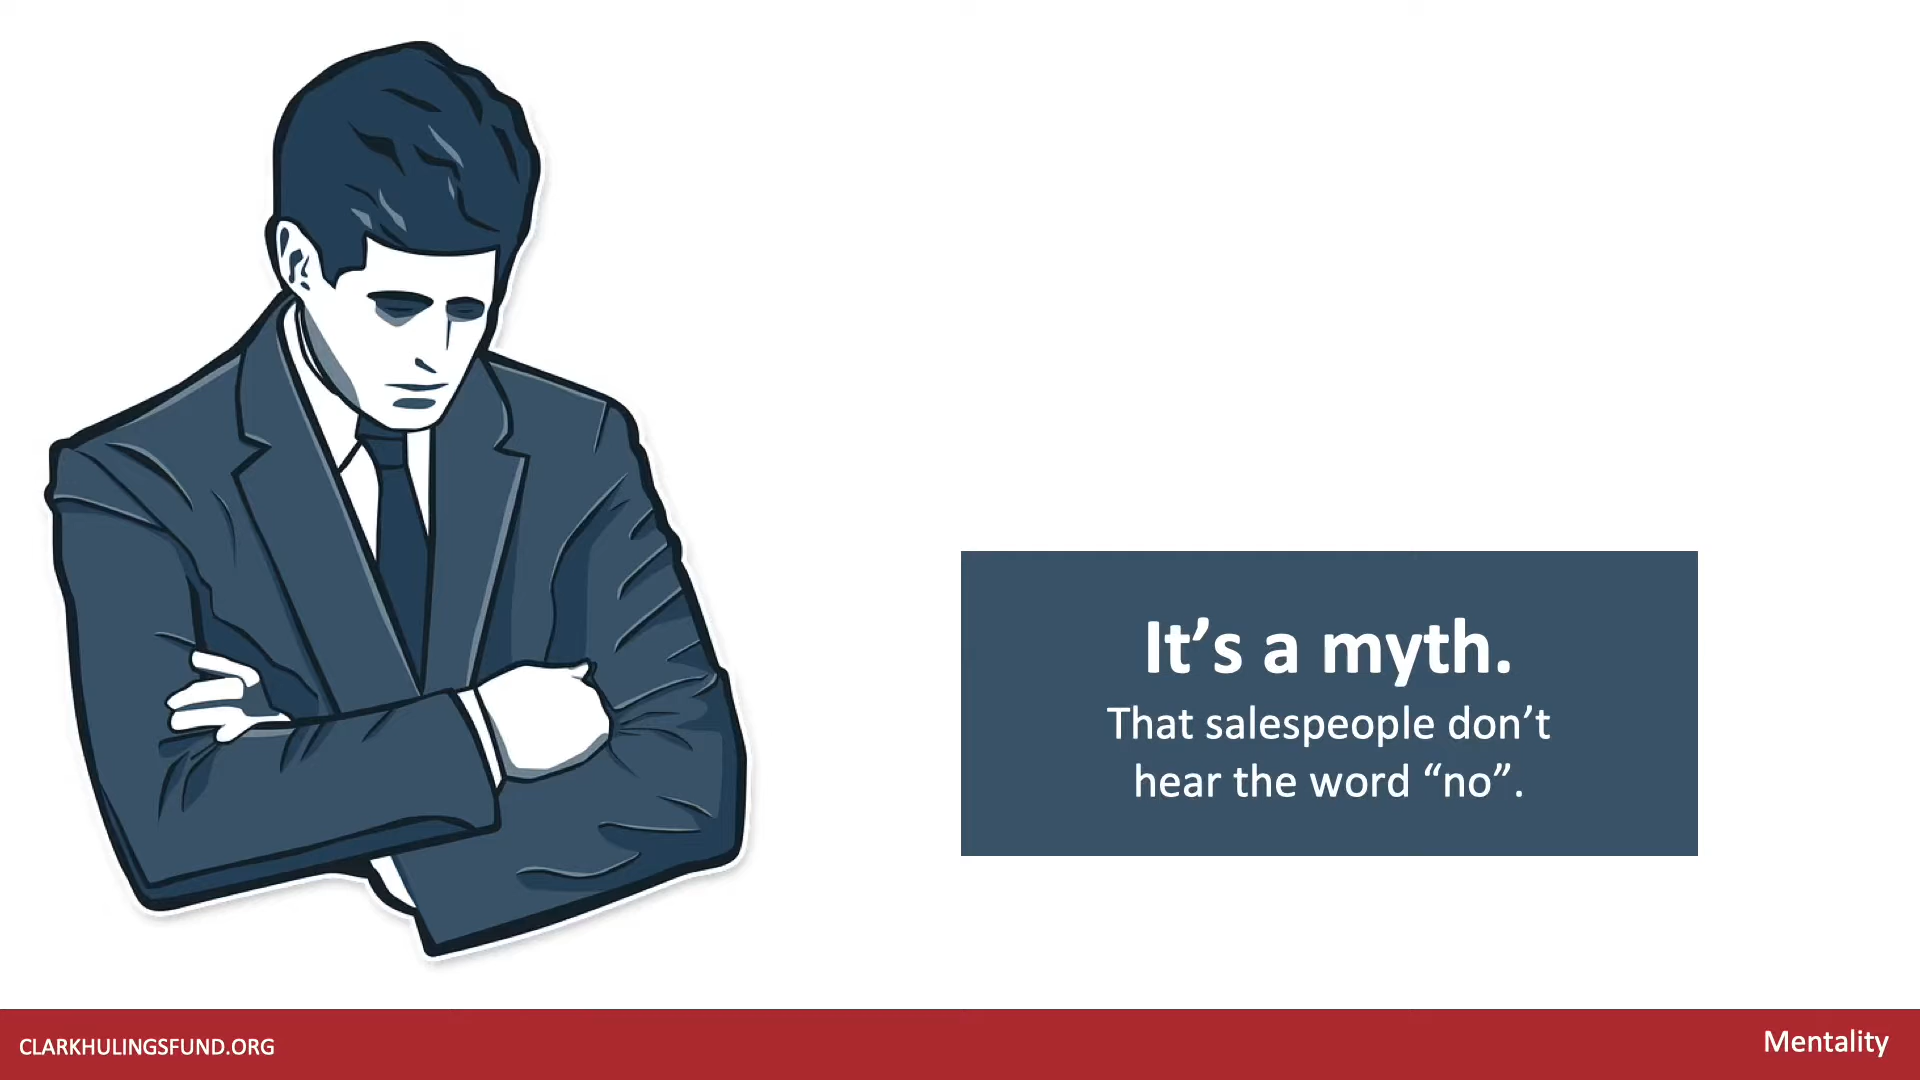 It’s a myth.
That salespeople don’t
hear the word “no”.
CLARKHULINGSFUND.ORG
Mentality